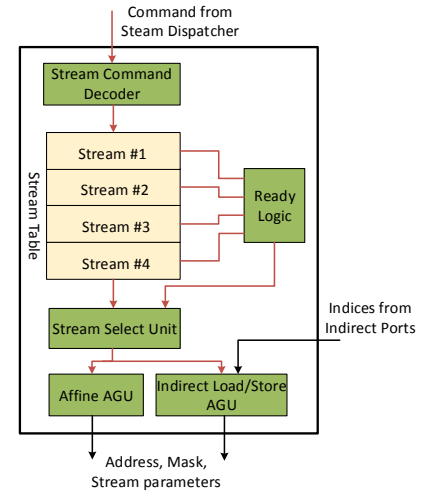 Command from
Steam Dispatcher
Stream Command
Decoder
Stream Table
Stream #1
Stream #2
Stream #3
Stream #4
Ready
Logic
Stream Select Unit
Indices from
Indirect Ports
Affine AGU
Indirect Load/Store
AGU
Address, Mask,
Stream parameters